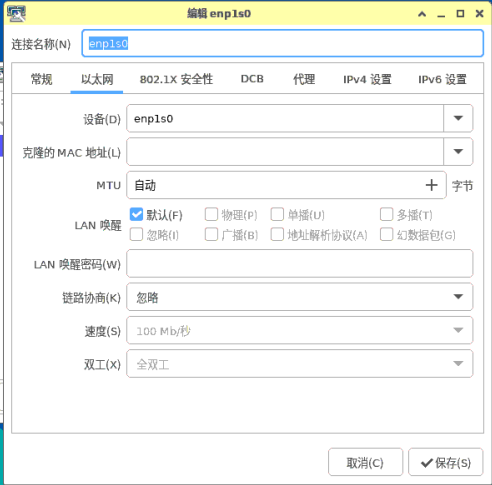 编辑 enp1s0
连接名称(N) enp1s0
常规 以太网 802.1X 安全性 DCB 代理 IPv4 设置 IPv6 设置
设备(D) enp1s0
克隆的 MAC 地址(L)
MTU 自动 字节
LAN 唤醒 默认(F) 物理(P) 单播(U) 多播(T)
忽略(I) 广播(B) 地址解析协议(A) 幻数据包(G)
LAN 唤醒密码(W)
链路协商(K) 忽略
速度(S) 100 Mb/秒
双工(X) 全双工
取消(C) 保存(S)